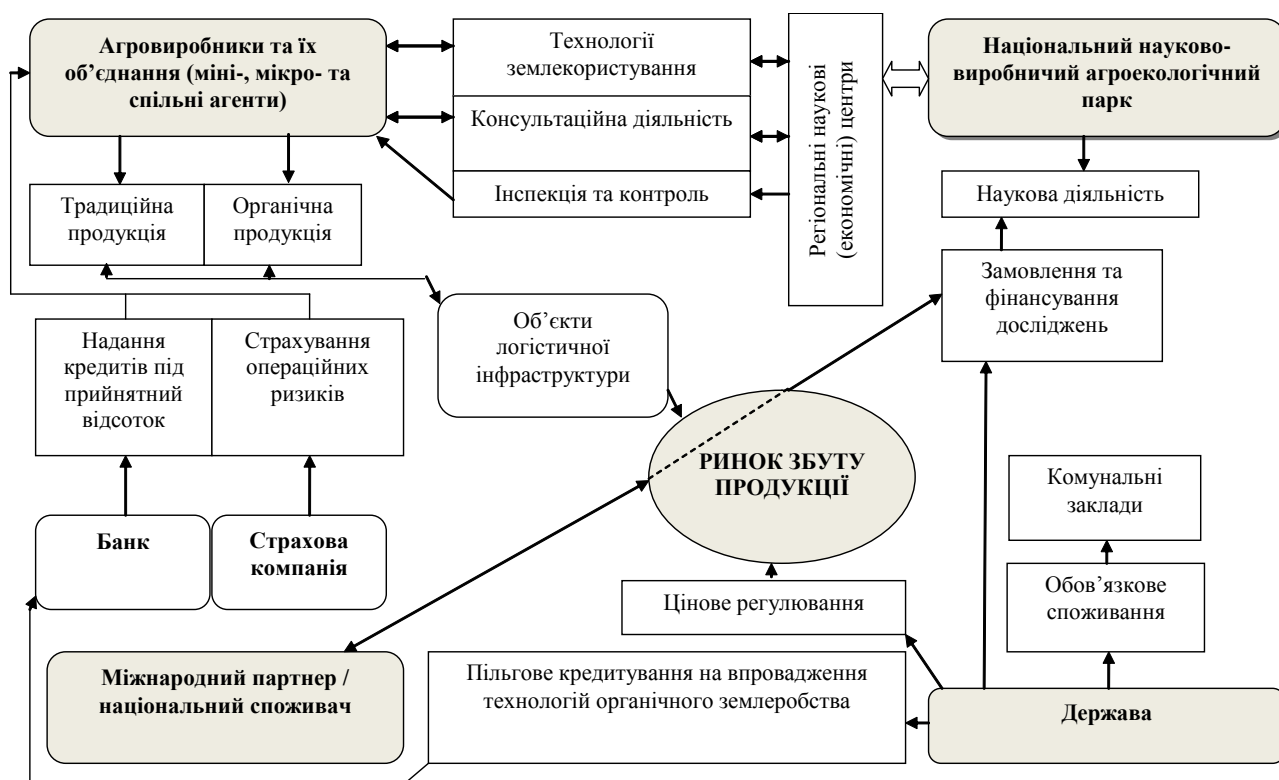 Агровиробники та їх
об’єднання (міні-, мікро- та
спільні агенти)
Технології
землекористування
Консультаційна діяльність
Інспекція та контроль
Регіональні наукові
(економічні) центри
Національний науково-
виробничий агроекологічний
парк
Традиційна
продукція
Органічна
продукція
Наукова діяльність
Замовлення та
фінансування
досліджень
Об’єкти
логістичної
інфраструктури
Надання
кредитів під
прийнятний
відсоток
Страхування
операційних
ризиків
РИНОК ЗБУТУ
ПРОДУКЦІЇ
Комунальні
заклади
Банк
Страхова
компанія
Обов’язкове
споживання
Цінове регулювання
Міжнародний партнер /
національний споживач
Пільгове кредитування на впровадження
технологій органічного землеробства
Держава